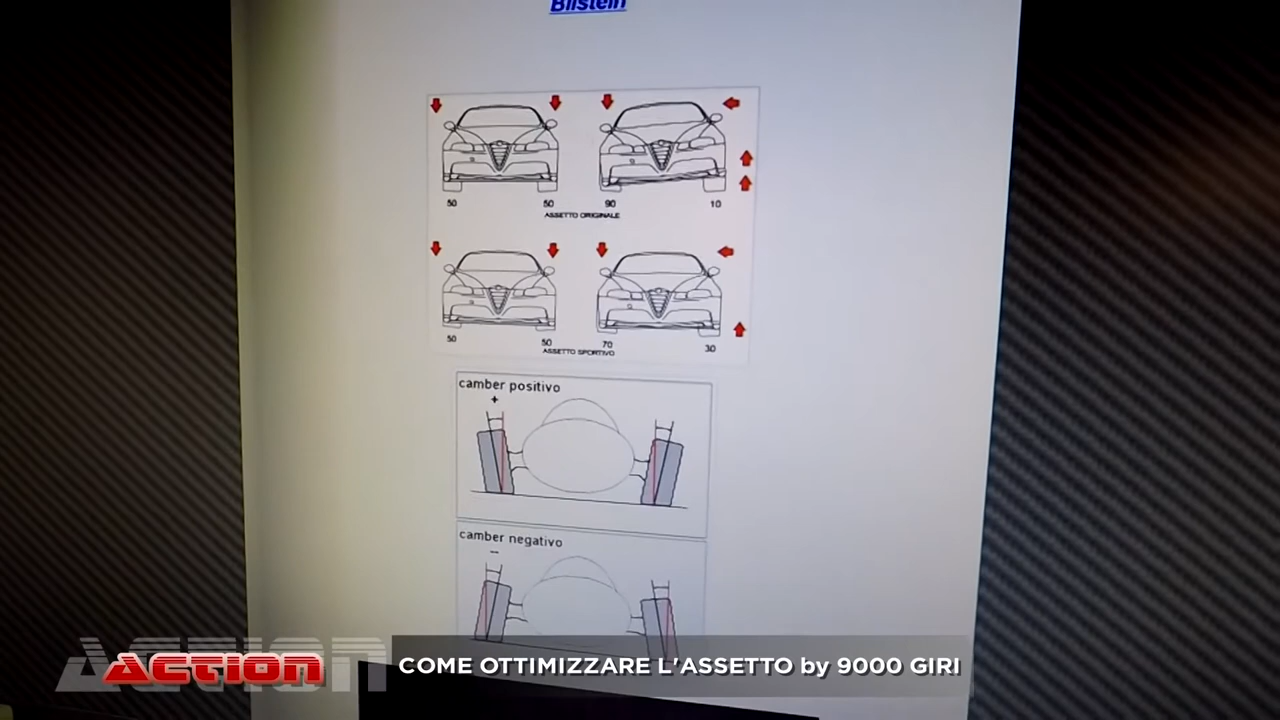 Bilstein
50 50 90 10
ASSETTO ORIGINALE
50 50 70 30
ASSETTO SPORTIVO
camber positivo
+
camber negativo
–
ACTION
ACTION
COME OTTIMIZZARE L'ASSETTO by 9000 GIRI